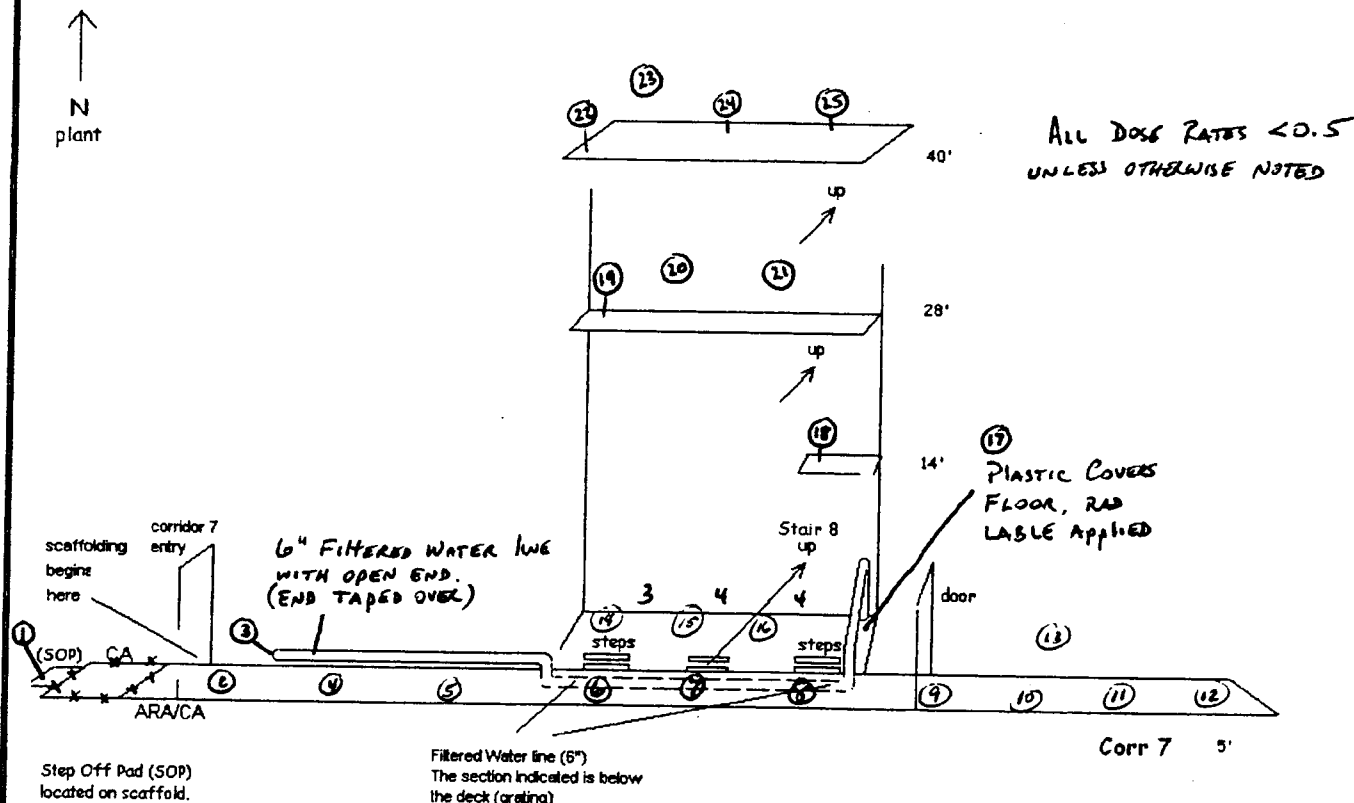 N
plant
22
23
24
25
40'
ALL DOSE RATES <0.5
UNLESS OTHERWISE NOTED
up
19
20
21
28'
up
18
14'
17
PLASTIC COVERS
FLOOR, RAD
LABLE APPLIED
Stair 8
up
scaffolding
begins
here
corridor 7
entry
6" FILTERED WATER LINE
WITH OPEN END.
(END TAPED OVER)
3 4 4
14 15 16
steps steps
door
13
1
(SOP)
CA
3
2 4 5 6 7 8 9 10 11 12
ARA/CA
Corr 7 5'
Step Off Pad (SOP)
located on scaffold.
Filtered Water line (6")
The section indicated is below
the deck (grating)